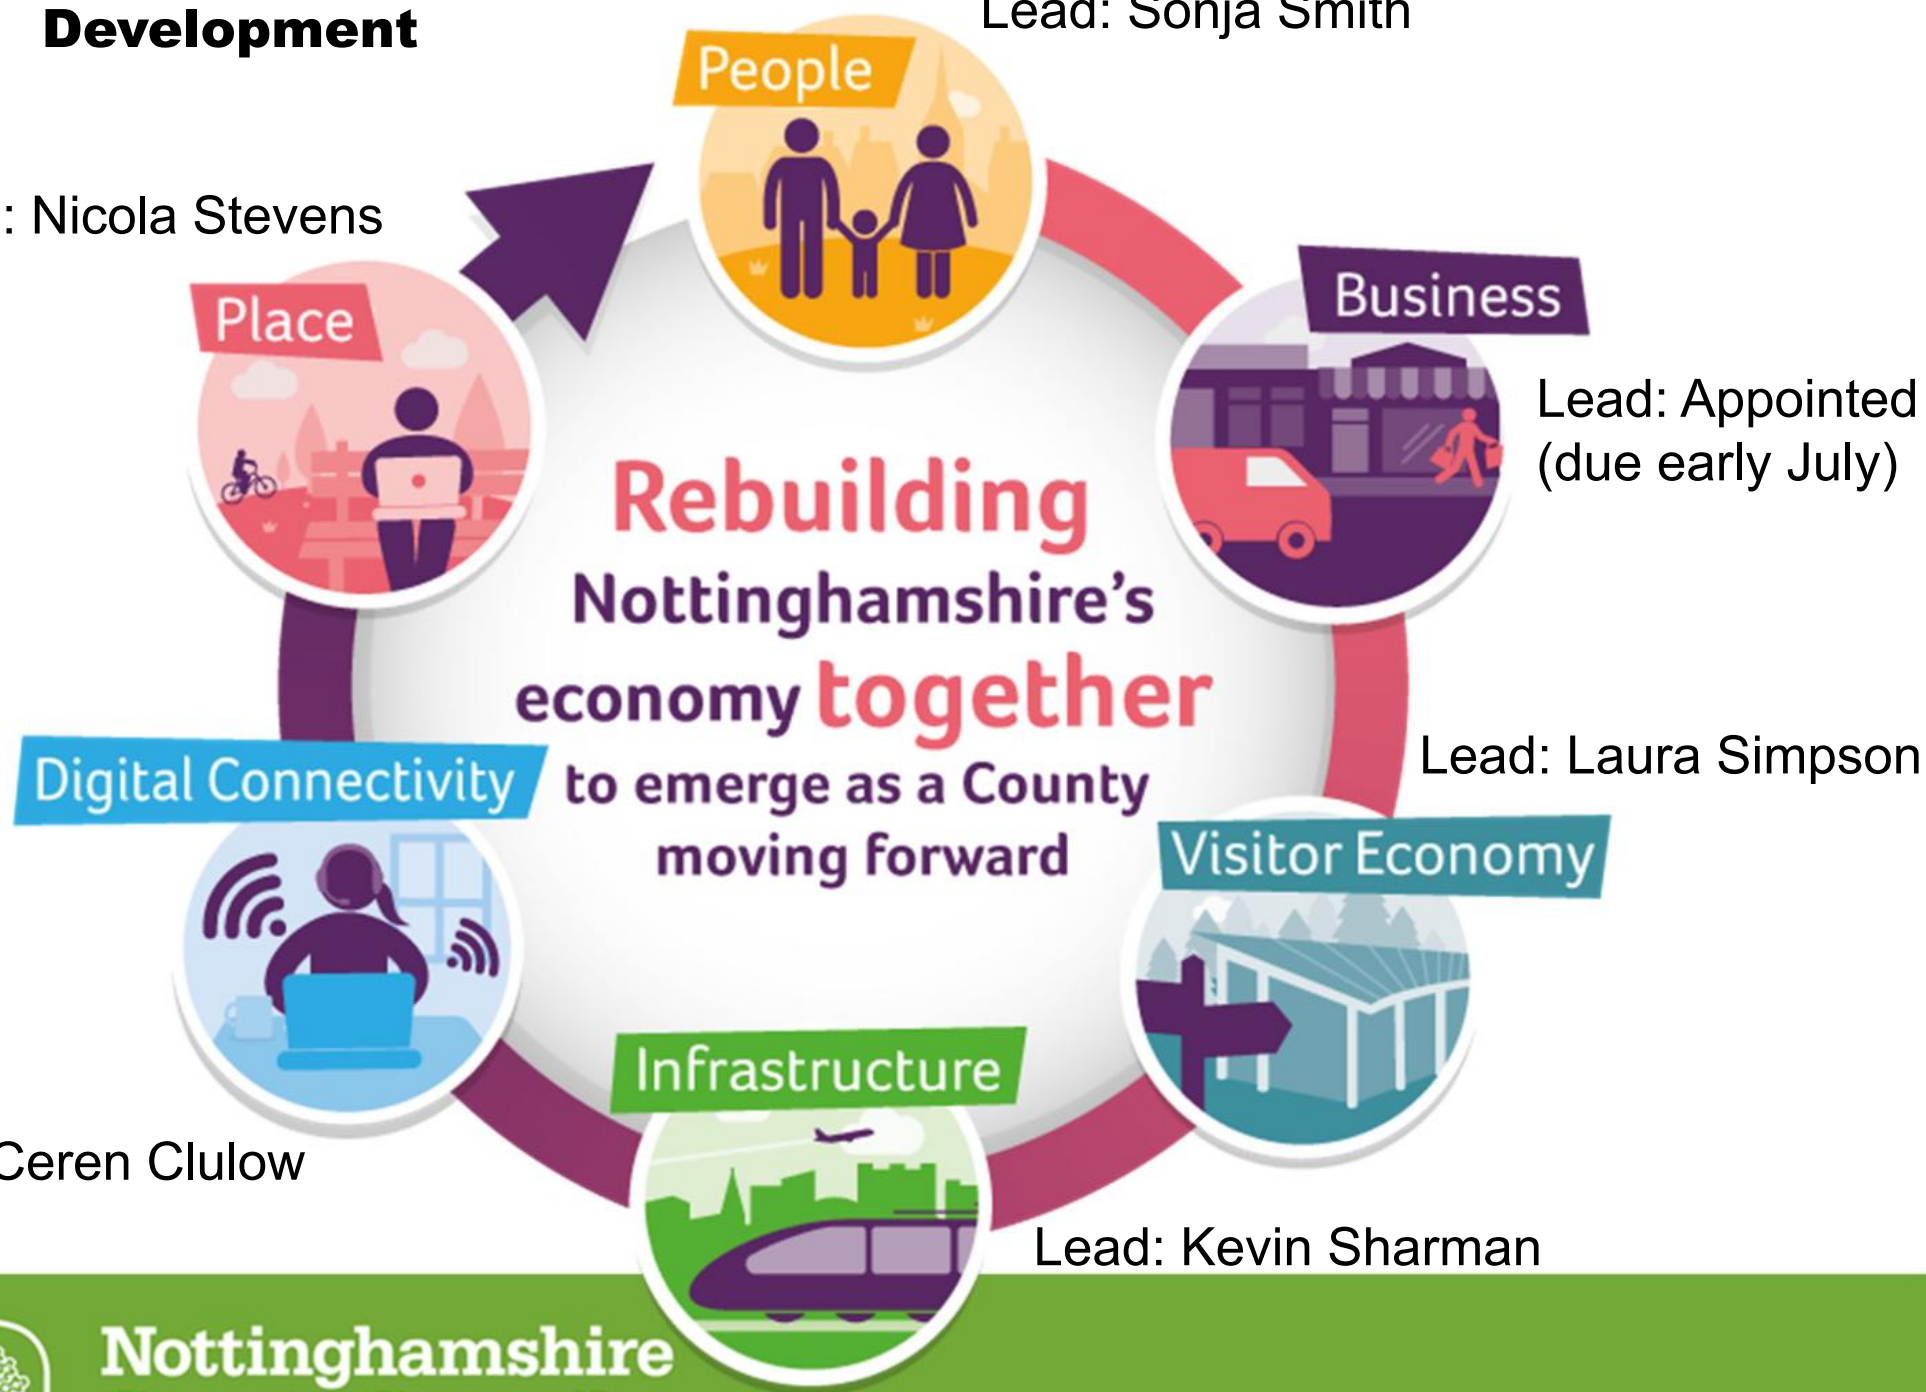 Development
Lead: Sonja Smith
People
: Nicola Stevens
Place
Business
Lead: Appointed
(due early July)
Rebuilding
Nottinghamshire's
economy together
to emerge as a County
moving forward
Lead: Laura Simpson
Digital Connectivity
Visitor Economy
Infrastructure
Ceren Clulow
Lead: Kevin Sharman
Nottinghamshire